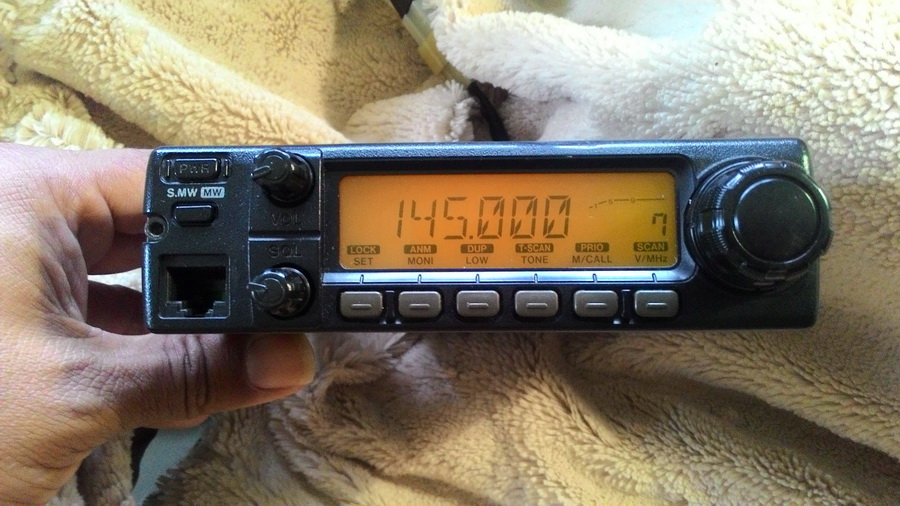 PWR
S.MW MW
VOL
SQL
145.000
7
LOCK ANM DUP T-SCAN PRIO SCAN
SET MONI LOW TONE M/CALL V/MHz